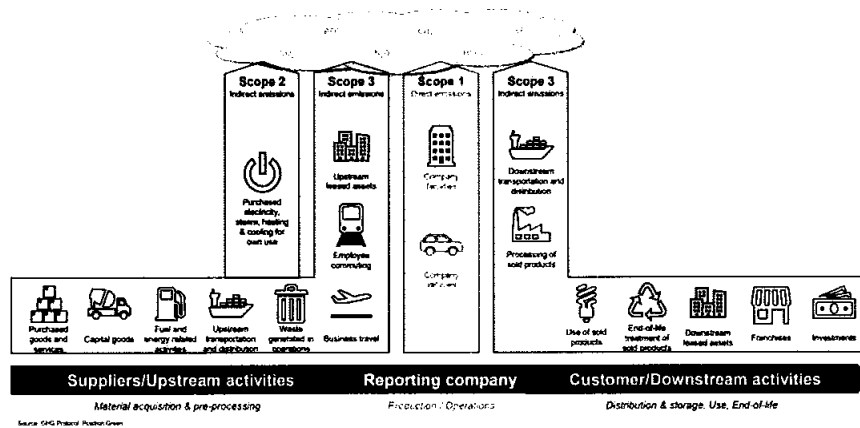 Scope 2
Indirect emissions
Scope 3
Indirect emissions
Scope 1
Direct emissions
Scope 3
Indirect emissions
Purchased
electricity,
steam, heating
& cooling for
own use
Upstream
leased assets
Employee
commuting
Company
facilities
Company
Downstream
transportation and
distribution
Processing of
sold products
Purchased
goods and
services
Capital goods
Fuel and
energy related
activities
Upstream
transportation
and distribution
Waste
generated in
operations
Business travel
Use of sold
products
End-of-life
treatment of
sold products
Downstream
leased assets
Franchises
Investments
Suppliers/Upstream activities
Reporting company
Customer/Downstream activities
Material acquisition & pre-processing
Production / Operations
Distribution & storage, Use, End-of-life
Source: GHG Protocol, Position Green